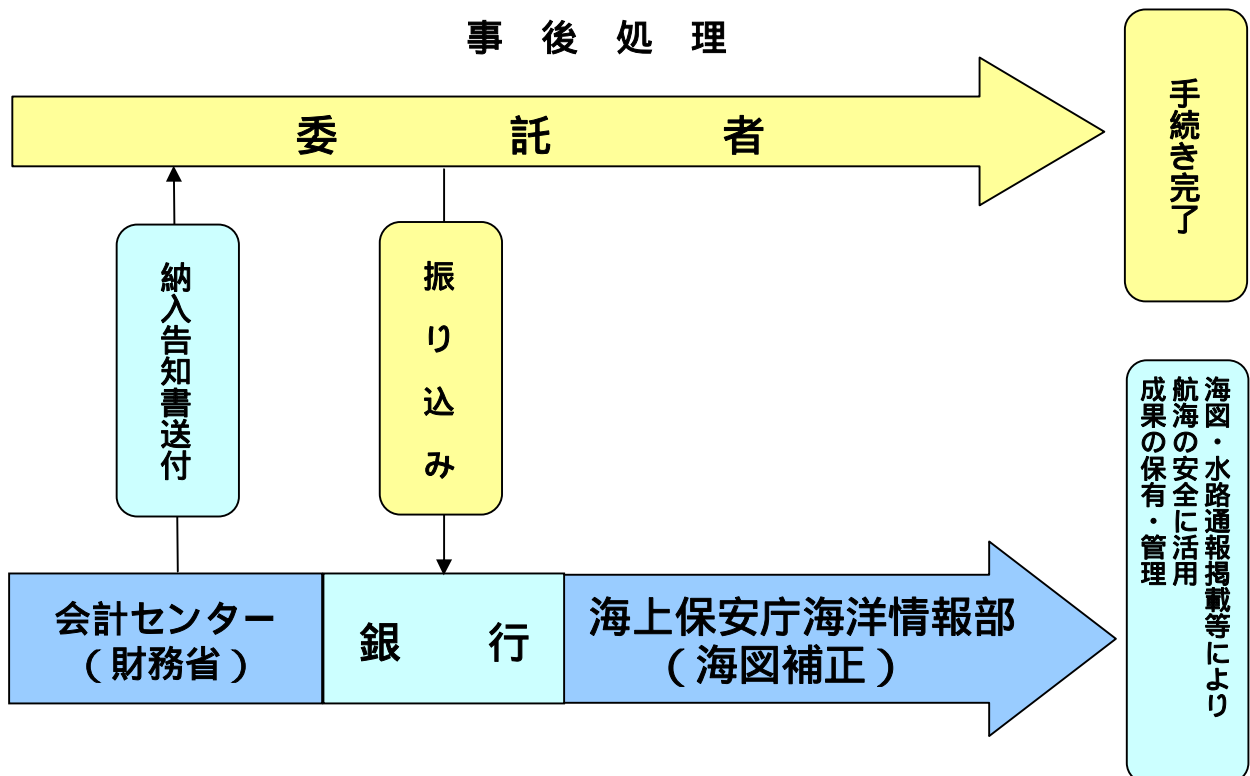 事後処理
委託者
手続き完了
納入告知書送付
振り込み
会計センター
（財務省）
銀行
海上保安庁海洋情報部
（海図補正）
海図・水路通報掲載等により
航海の安全に活用
成果の保有・管理